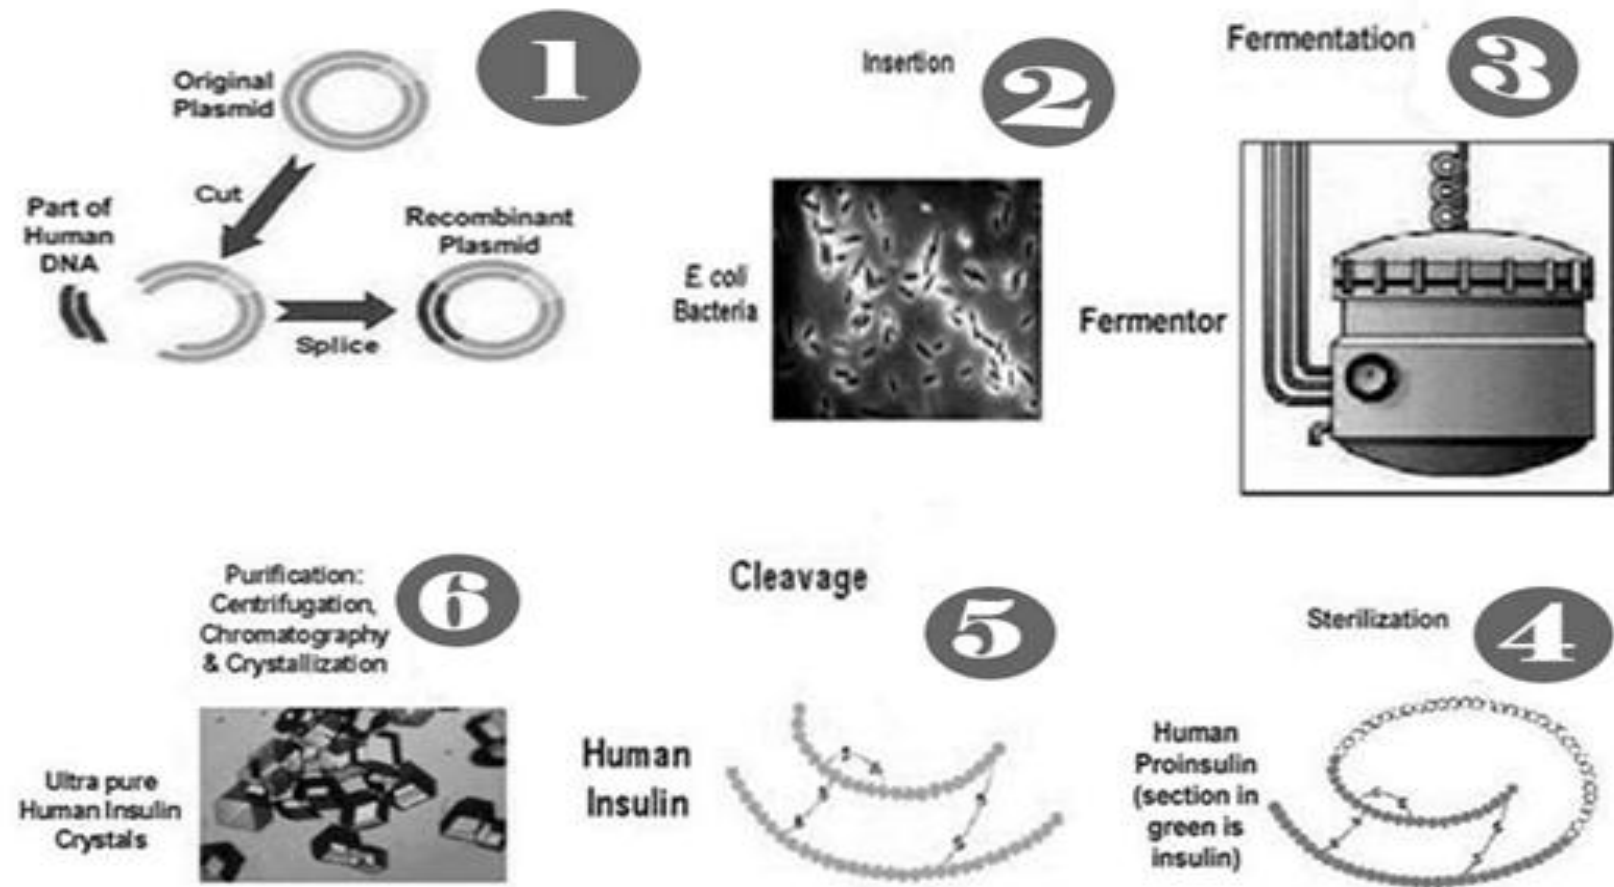 1
Original
Plasmid
Cut
Part of
Human
DNA
Recombinant
Plasmid
Splice
Insertion
2
E. coli
Bacteria
Fermentation
3
Fermentor
Purification:
Centrifugation,
Chromatography
& Crystallization
6
Ultra pure
Human Insulin
Crystals
Cleavage
5
Human
Insulin
S
S
S
S
S
Sterilization
4
Human
Proinsulin
(section in
green is
insulin)
S
S